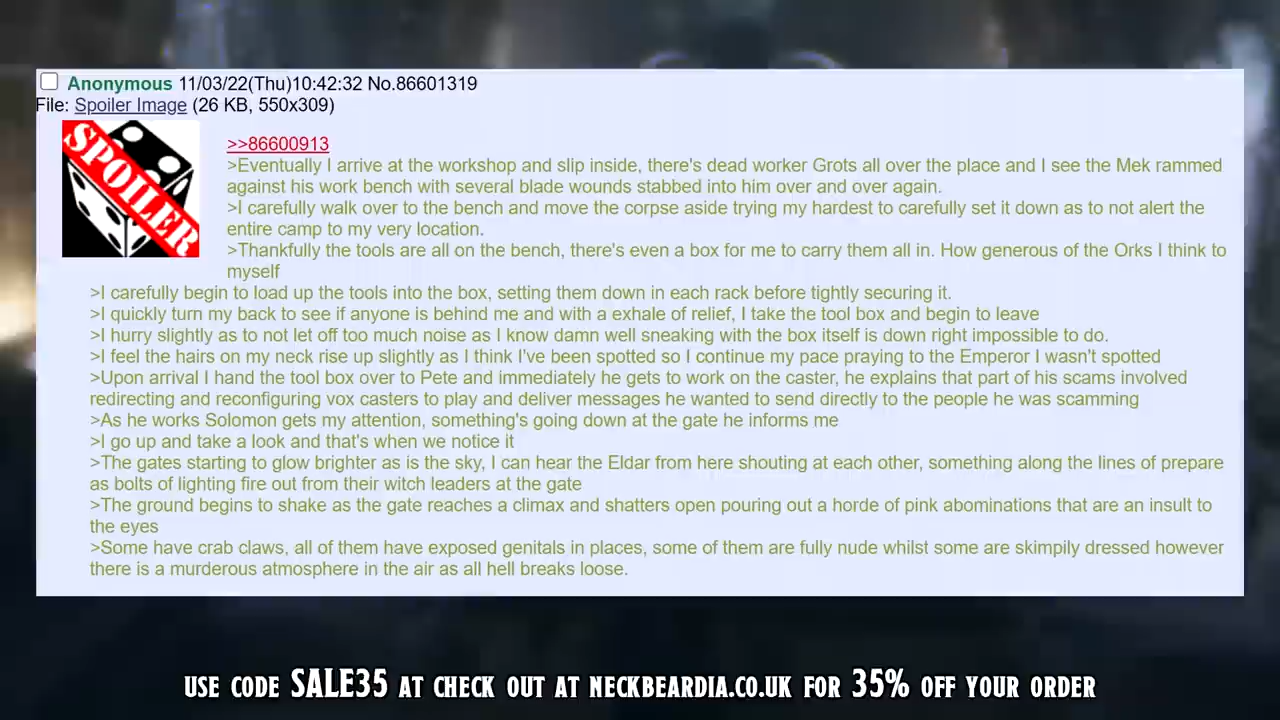 Anonymous 11/03/22(Thu)10:42:32 No.86601319
File: Spoiler Image (26 KB, 550x309)
SPOILER
>>86600913
>Eventually I arrive at the workshop and slip inside, there's dead worker Grots all over the place and I see the Mek rammed
against his work bench with several blade wounds stabbed into him over and over again.
>I carefully walk over to the bench and move the corpse aside trying my hardest to carefully set it down as to not alert the
entire camp to my very location.
>Thankfully the tools are all on the bench, there's even a box for me to carry them all in. How generous of the Orks I think to
myself
>I carefully begin to load up the tools into the box, setting them down in each rack before tightly securing it.
>I quickly turn my back to see if anyone is behind me and with a exhale of relief, I take the tool box and begin to leave
>I hurry slightly as to not let off too much noise as I know damn well sneaking with the box itself is down right impossible to do.
>I feel the hairs on my neck rise up slightly as I think I've been spotted so I continue my pace praying to the Emperor I wasn't spotted
>Upon arrival I hand the tool box over to Pete and immediately he gets to work on the caster, he explains that part of his scams involved
redirecting and reconfiguring vox casters to play and deliver messages he wanted to send directly to the people he was scamming
>As he works Solomon gets my attention, something's going down at the gate he informs me
>I go up and take a look and that's when we notice it
>The gates starting to glow brighter as is the sky, I can hear the Eldar from here shouting at each other, something along the lines of prepare
as bolts of lighting fire out from their witch leaders at the gate
>The ground begins to shake as the gate reaches a climax and shatters open pouring out a horde of pink abominations that are an insult to
the eyes
>Some have crab claws, all of them have exposed genitals in places, some of them are fully nude whilst some are skimpily dressed however
there is a murderous atmosphere in the air as all hell breaks loose.
USE CODE SALE35 AT CHECK OUT AT NECKBEARDIA.CO.UK FOR 35% OFF YOUR ORDER